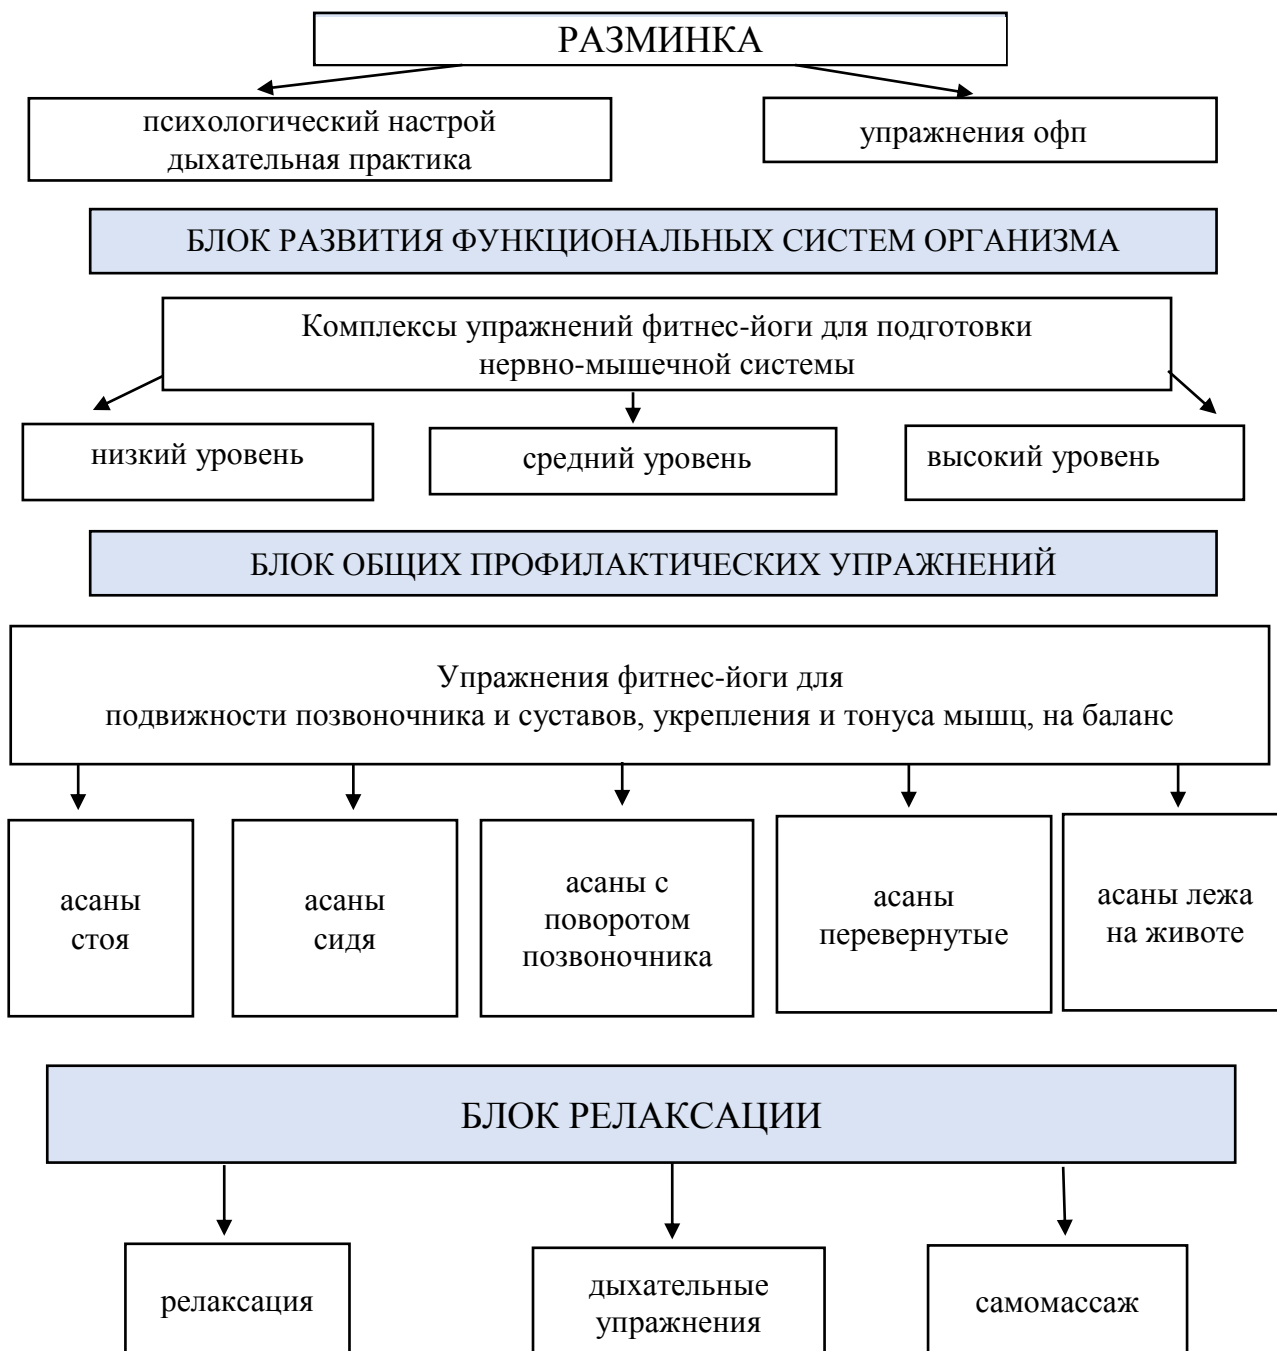 РАЗМИНКА
психологический настрой
дыхательная практика
упражнения офп
БЛОК РАЗВИТИЯ ФУНКЦИОНАЛЬНЫХ СИСТЕМ ОРГАНИЗМА
Комплексы упражнений фитнес-йоги для подготовки
нервно-мышечной системы
низкий уровень
средний уровень
высокий уровень
БЛОК ОБЩИХ ПРОФИЛАКТИЧЕСКИХ УПРАЖНЕНИЙ
Упражнения фитнес-йоги для
подвижности позвоночника и суставов, укрепления и тонуса мышц, на баланс
асаны
стоя
асаны
сидя
асаны с
поворотом
позвоночника
асаны
перевернутые
асаны лежа
на животе
БЛОК РЕЛАКСАЦИИ
релаксация
дыхательные
упражнения
самомассаж